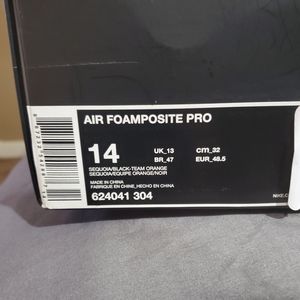 AIR FOAMPOSITE PRO
14
UK_13
cm_32
BR_47
EUR_48.5
SEQUOIA/BLACK-TEAM ORANGE
SEQUOIA/EQUIPE ORANGE/NOIR
MADE IN CHINA
FABRIQUE EN CHINE_HECHO EN CHINA
624041 304